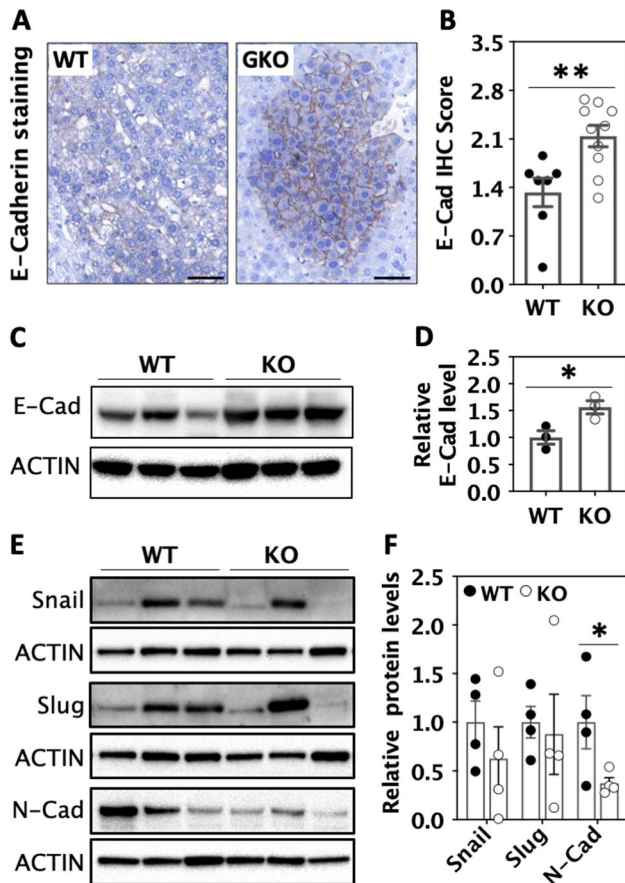 A
E-Cadherin staining
WT
GKO
B
E-Cad IHC Score
3.5
2.8
2.1
1.4
0.7
0.0
**
WT KO
C
WT KO
E-Cad
ACTIN
D
Relative
E-Cad level
2.5
2.0
1.5
1.0
0.5
0.0
*
WT KO
E
WT KO
Snail
ACTIN
Slug
ACTIN
N-Cad
ACTIN
F
Relative protein levels
2.5
2.0
1.5
1.0
0.5
0.0
WT KO
*
Snail
Slug
N-Cad